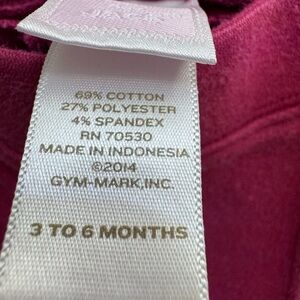 69% COTTON
27% POLYESTER
4% SPANDEX
RN 70530
MADE IN INDONESIA
©2014
GYM-MARK, INC.
3 TO 6 MONTHS